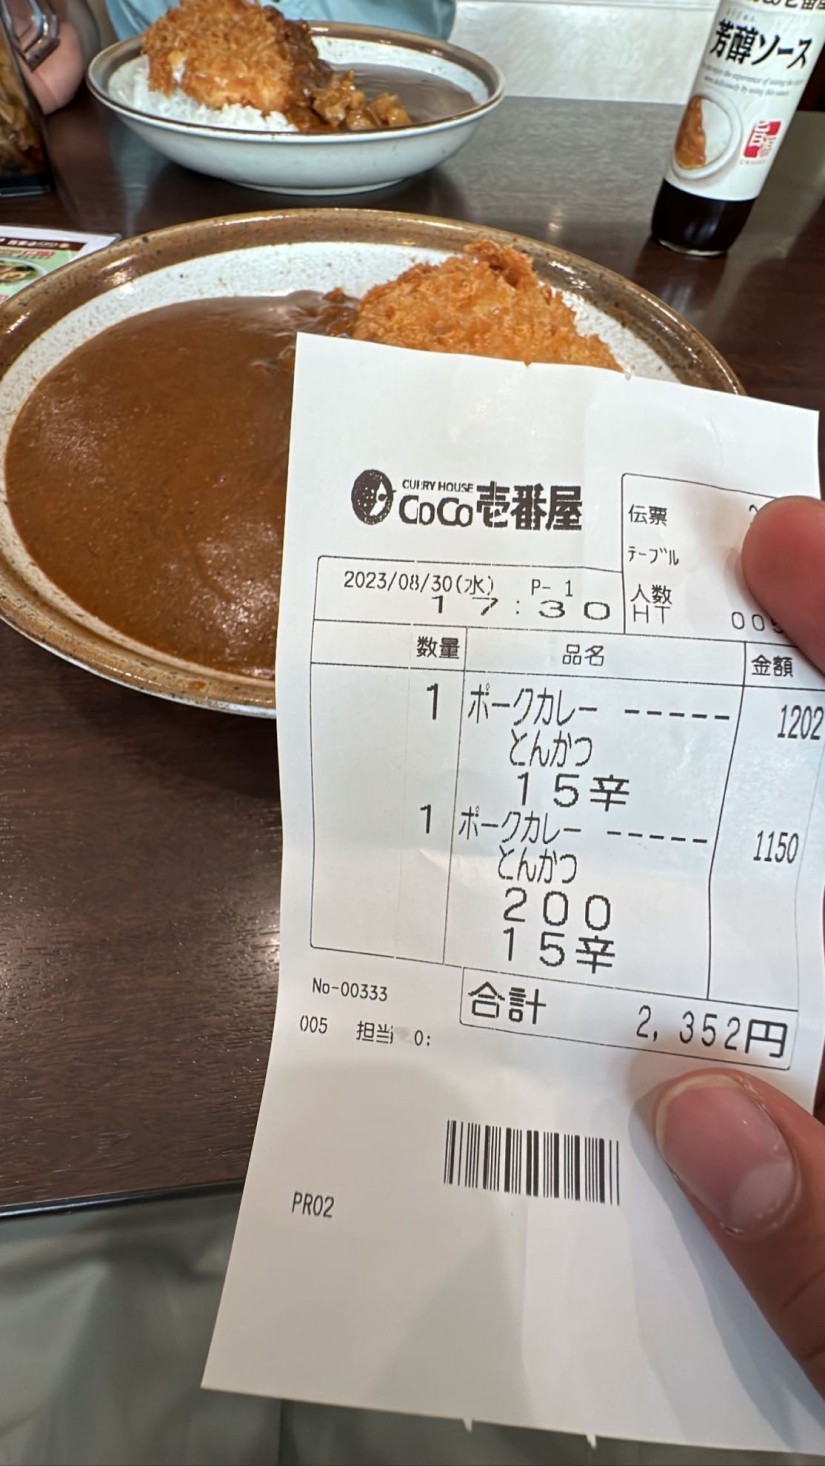 芳醇ソース
CURRY HOUSE
CoCo壱番屋
伝票
テーブル
2023/08/30(水) P- 1
17:30
人数
HT 005
数量 品名 金額
1 ポークカレー ----- 1202
とんかつ
15辛
1 ポークカレー ----- 1150
とんかつ
200
15辛
合計 2,352円
No-00333
005 担当 0:
PR02